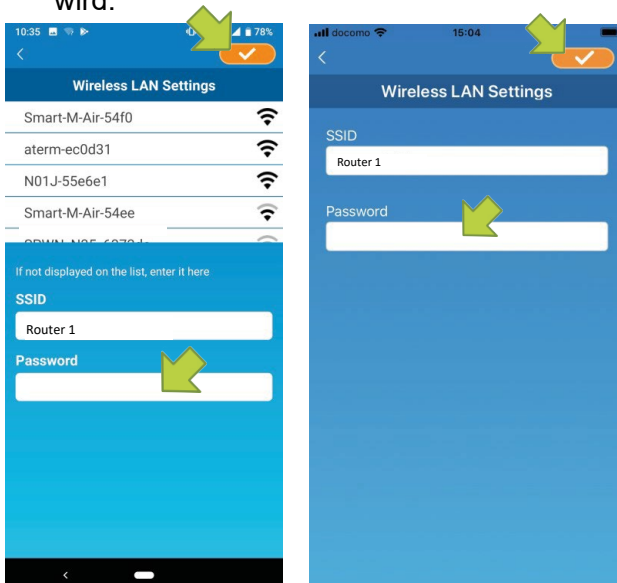 wird.
10:35
78%
Wireless LAN Settings
Smart-M-Air-54f0
aterm-ec0d31
N01J-55e6e1
Smart-M-Air-54ee
If not displayed on the list, enter it here
SSID
Router 1
Password
docomo
15:04
Wireless LAN Settings
SSID
Router 1
Password